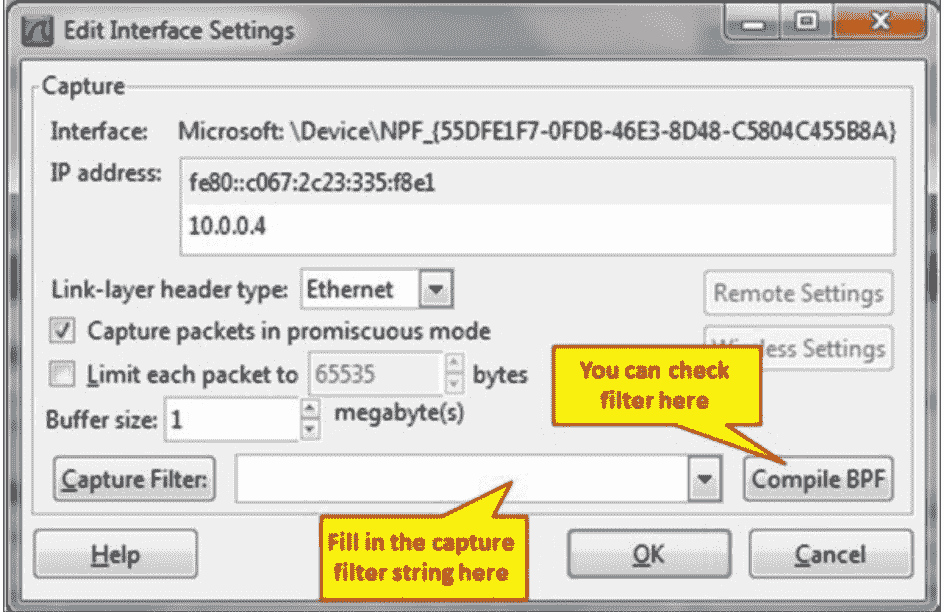 Edit Interface Settings
Capture
Interface: Microsoft: \Device\NPF_{55DFE1F7-0FDB-46E3-8D48-C5804C455B8A}
IP address: fe80::c067:2c23:335:f8e1
10.0.0.4
Link-layer header type: Ethernet
Remote Settings
Capture packets in promiscuous mode
Settings
Limit each packet to 65535 bytes
You can check
filter here
Buffer size: 1 megabyte(s)
Capture Filter:
Compile BPF
Fill in the capture
filter string here
Help
OK
Cancel